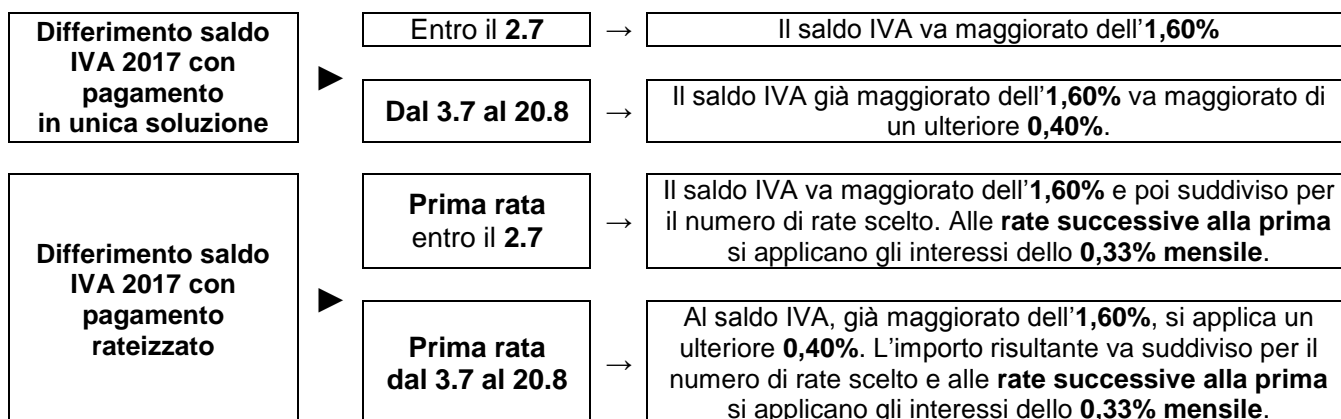 Differimento saldo
IVA 2017 con
pagamento
in unica soluzione
►
Entro il 2.7
→
Il saldo IVA va maggiorato dell'1,60%
Dal 3.7 al 20.8
→
Il saldo IVA già maggiorato dell'1,60% va maggiorato di
un ulteriore 0,40%.
Differimento saldo
IVA 2017 con
pagamento
rateizzato
►
Prima rata
entro il 2.7
→
Il saldo IVA va maggiorato dell'1,60% e poi suddiviso per
il numero di rate scelto. Alle rate successive alla prima
si applicano gli interessi dello 0,33% mensile.
Prima rata
dal 3.7 al 20.8
→
Al saldo IVA, già maggiorato dell'1,60%, si applica un
ulteriore 0,40%. L'importo risultante va suddiviso per il
numero di rate scelto e alle rate successive alla prima
si applicano gli interessi dello 0,33% mensile.